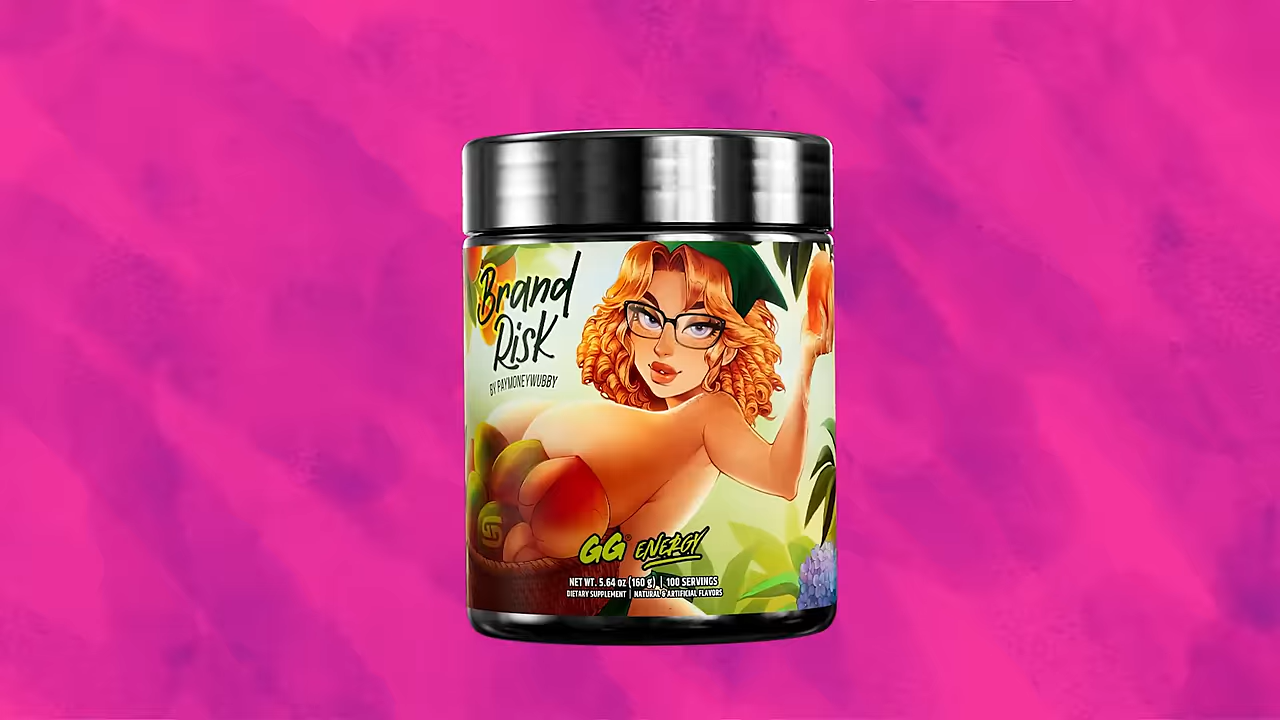 Brand
Risk
BY PAYMONEYWUBBY
GG ENERGY
NET WT. 5.64 oz (160 g) | 100 SERVINGS
DIETARY SUPPLEMENT | NATURAL & ARTIFICIAL FLAVORS